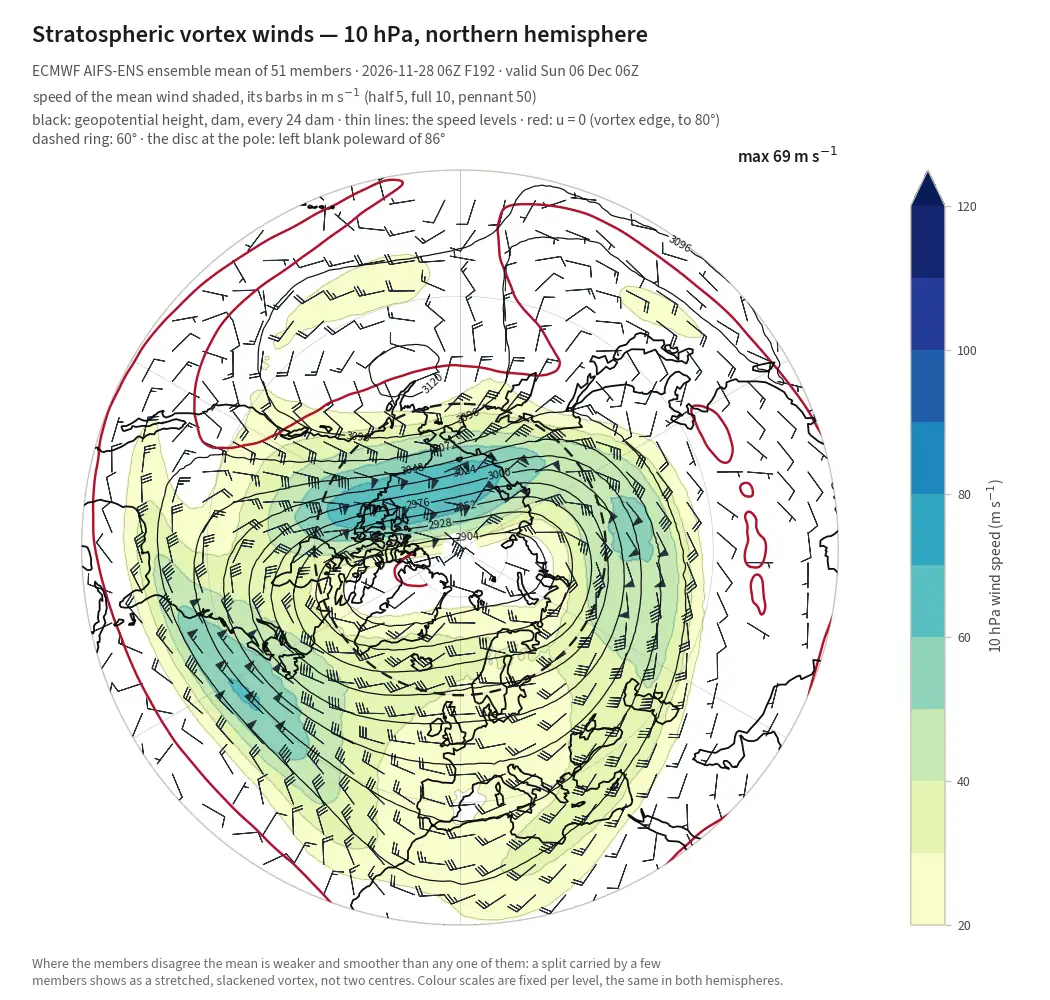 Stratospheric vortex winds — 10 hPa, northern hemisphere
ECMWF AIFS-ENS ensemble mean of 51 members · 2026-11-28 06Z F192 · valid Sun 06 Dec 06Z
speed of the mean wind shaded, its barbs in m s⁻¹ (half 5, full 10, pennant 50)
black: geopotential height, dam, every 24 dam · thin lines: the speed levels · red: u = 0 (vortex edge, to 80°)
dashed ring: 60° · the disc at the pole: left blank poleward of 86°
max 69 m s⁻¹
120
100
80
60
40
20
10 hPa wind speed (m s⁻¹)
3096
3120
3048
3024
3000
2976
2928
2904
Where the members disagree the mean is weaker and smoother than any one of them: a split carried by a few
members shows as a stretched, slackened vortex, not two centres. Colour scales are fixed per level, the same in both hemispheres.